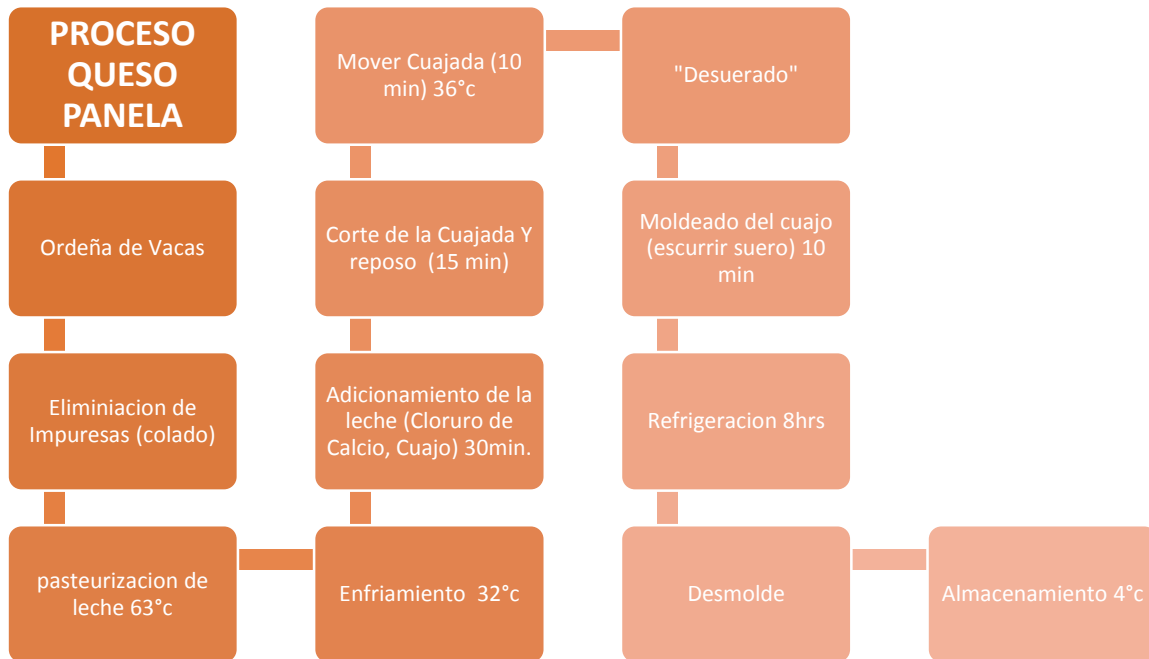 PROCESO
QUESO
PANELA
Ordeña de Vacas
Eliminiacion de
Impuresas (colado)
pasteurizacion de
leche 63°c
Enfriamiento  32°c
Adicionamiento de la
leche (Cloruro de
Calcio, Cuajo) 30min.
Corte de la Cuajada Y
reposo  (15 min)
Mover Cuajada (10
min) 36°c
"Desuerado"
Moldeado del cuajo
(escurrir suero) 10
min
Refrigeracion 8hrs
Desmolde
Almacenamiento 4°c